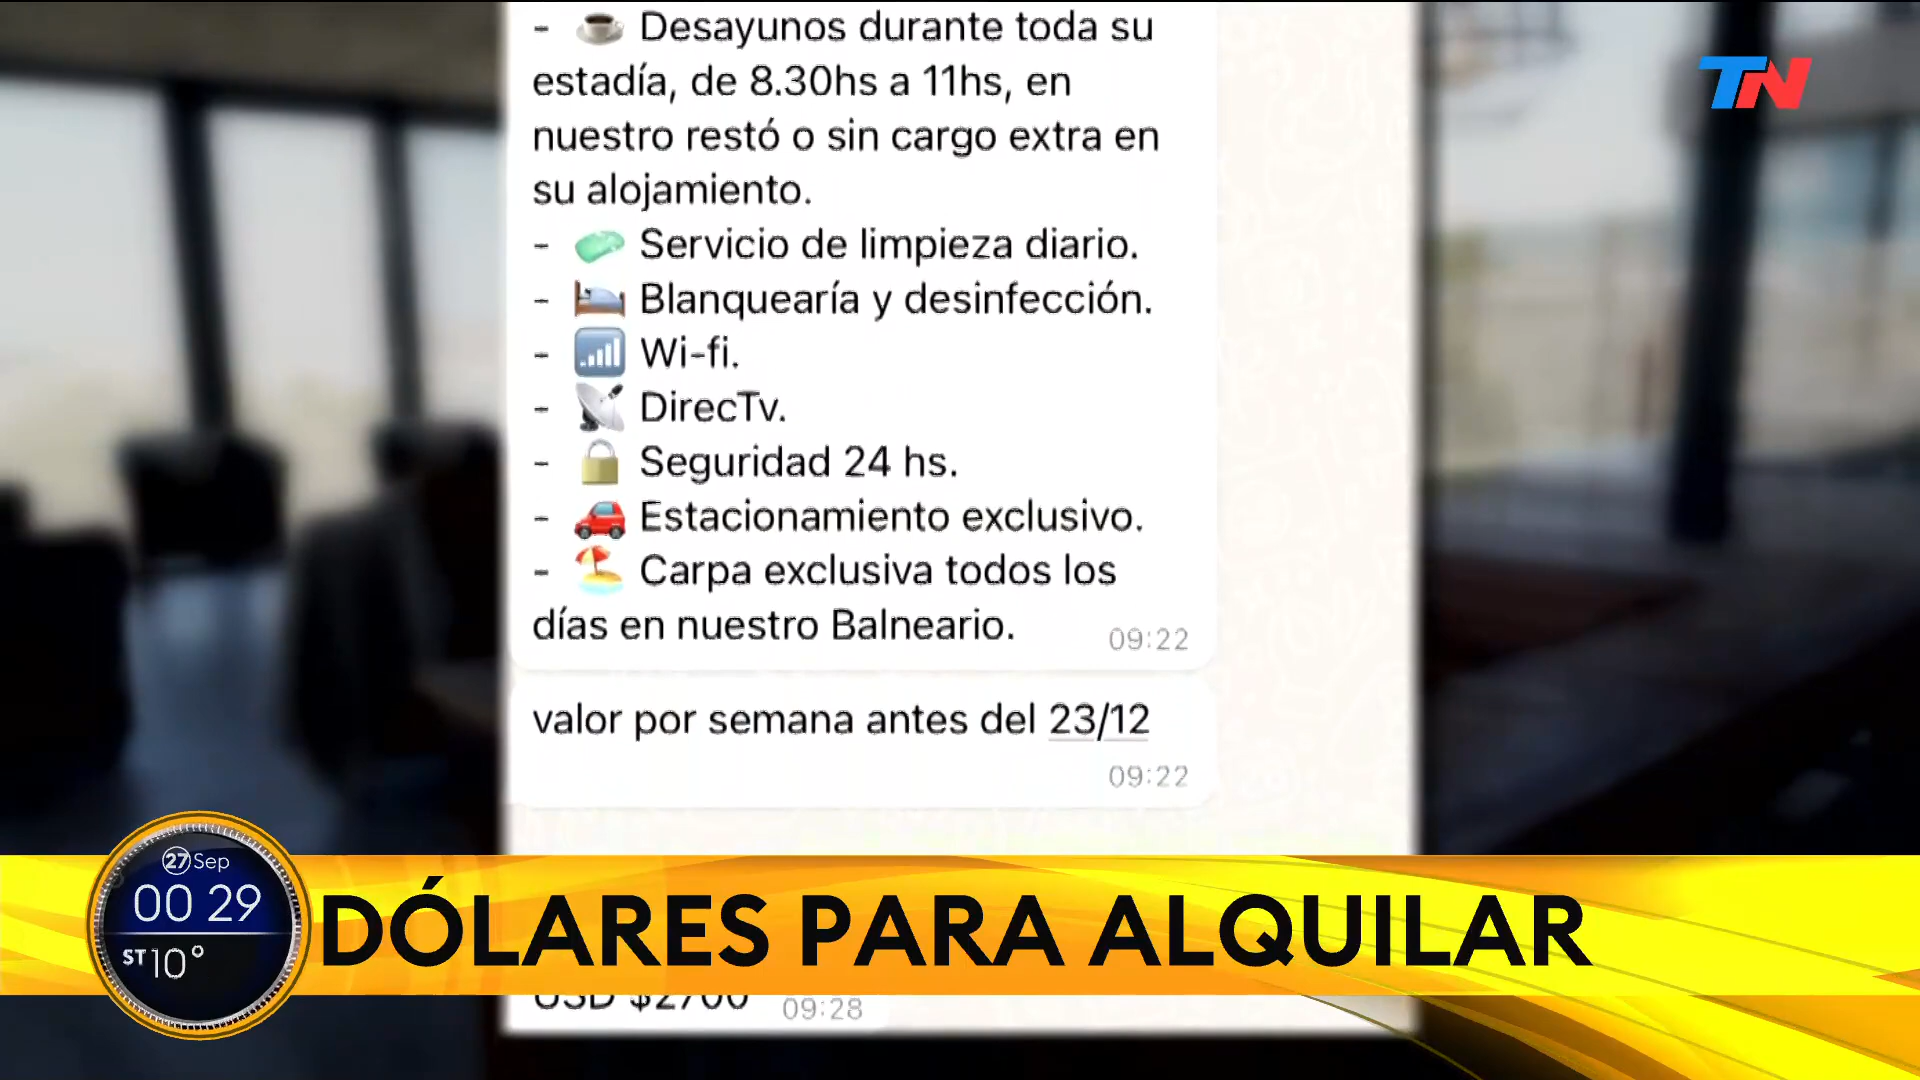 - Desayunos durante toda su
estadía, de 8.30hs a 11hs, en
nuestro restó o sin cargo extra en
su alojamiento.
- Servicio de limpieza diario.
- Blanquearía y desinfección.
- Wi-fi.
- DirecTv.
- Seguridad 24 hs.
- Estacionamiento exclusivo.
- Carpa exclusiva todos los
días en nuestro Balneario.
09:22
valor por semana antes del 23/12
09:22
USD $2700 09:28
TN
27 Sep
00 29
ST 10°
DÓLARES PARA ALQUILAR